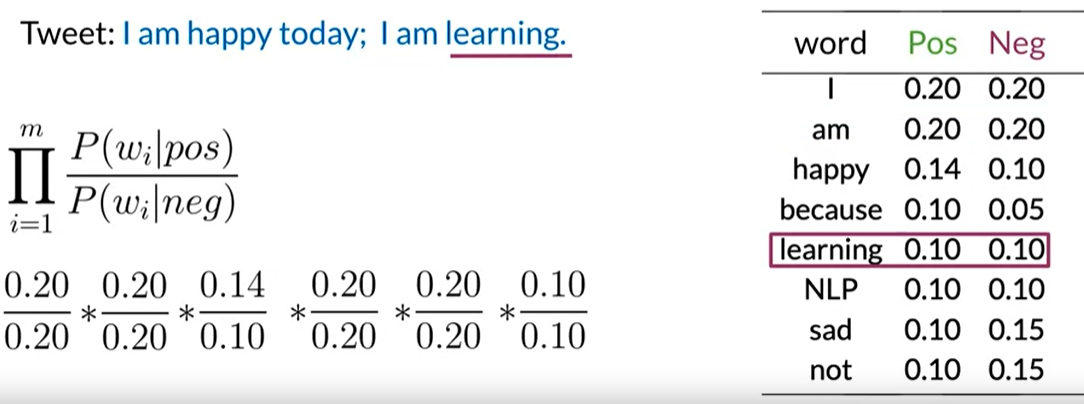 Tweet: I am happy today; I am learning.
m
∏ P(wᵢ|pos) / P(wᵢ|neg)
i=1
0.20/0.20 * 0.20/0.20 * 0.14/0.10 * 0.20/0.20 * 0.20/0.20 * 0.10/0.10
word Pos Neg
I 0.20 0.20
am 0.20 0.20
happy 0.14 0.10
because 0.10 0.05
learning 0.10 0.10
NLP 0.10 0.10
sad 0.10 0.15
not 0.10 0.15